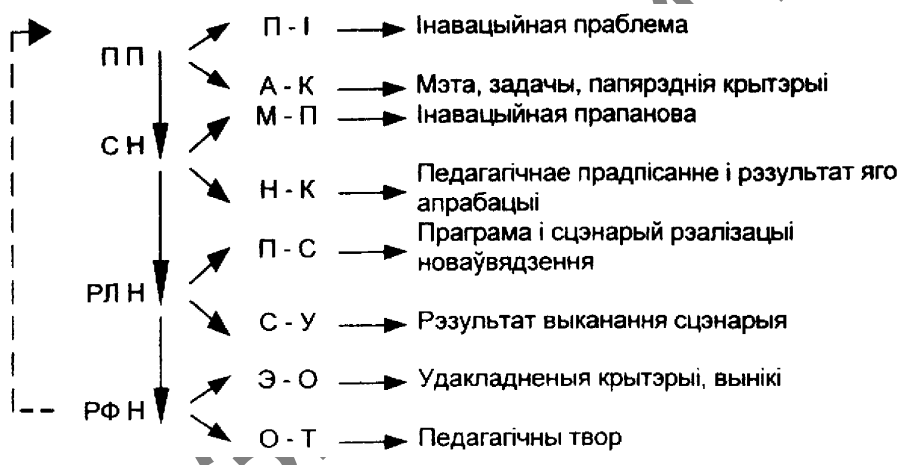 П - І Інавацыйная праблема
ПП
А - К Мэта, задачы, папярэднія крытэрыі
М - П Інавацыйная прапанова
СН
Н - К Педагагічнае прадпісанне і рэзультат яго
апрабацыі
П - С Праграма і сцэнарый рэалізацыі
новаўвядзення
РЛН
С - У Рэзультат выканання сцэнарыя
Э - О Удакладненыя крытэрыі, вынікі
РФН
О - Т Педагагічны твор